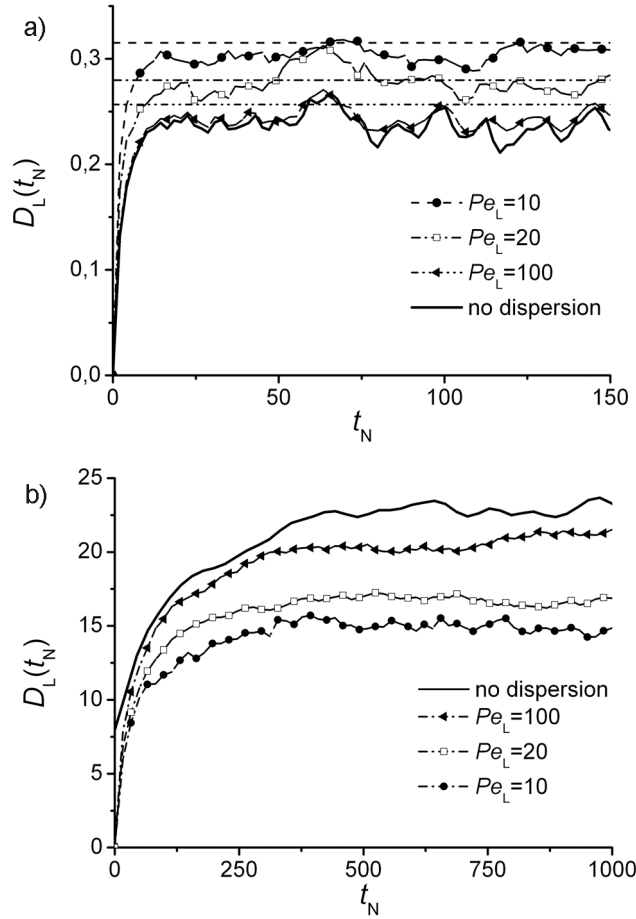 a)
0,3
0,2
0,1
0,0
D_L(t_N)
Pe_L=10
Pe_L=20
Pe_L=100
no dispersion
0 50 100 150
t_N
b)
25
20
15
10
5
0
D_L(t_N)
no dispersion
Pe_L=100
Pe_L=20
Pe_L=10
0 250 500 750 1000
t_N